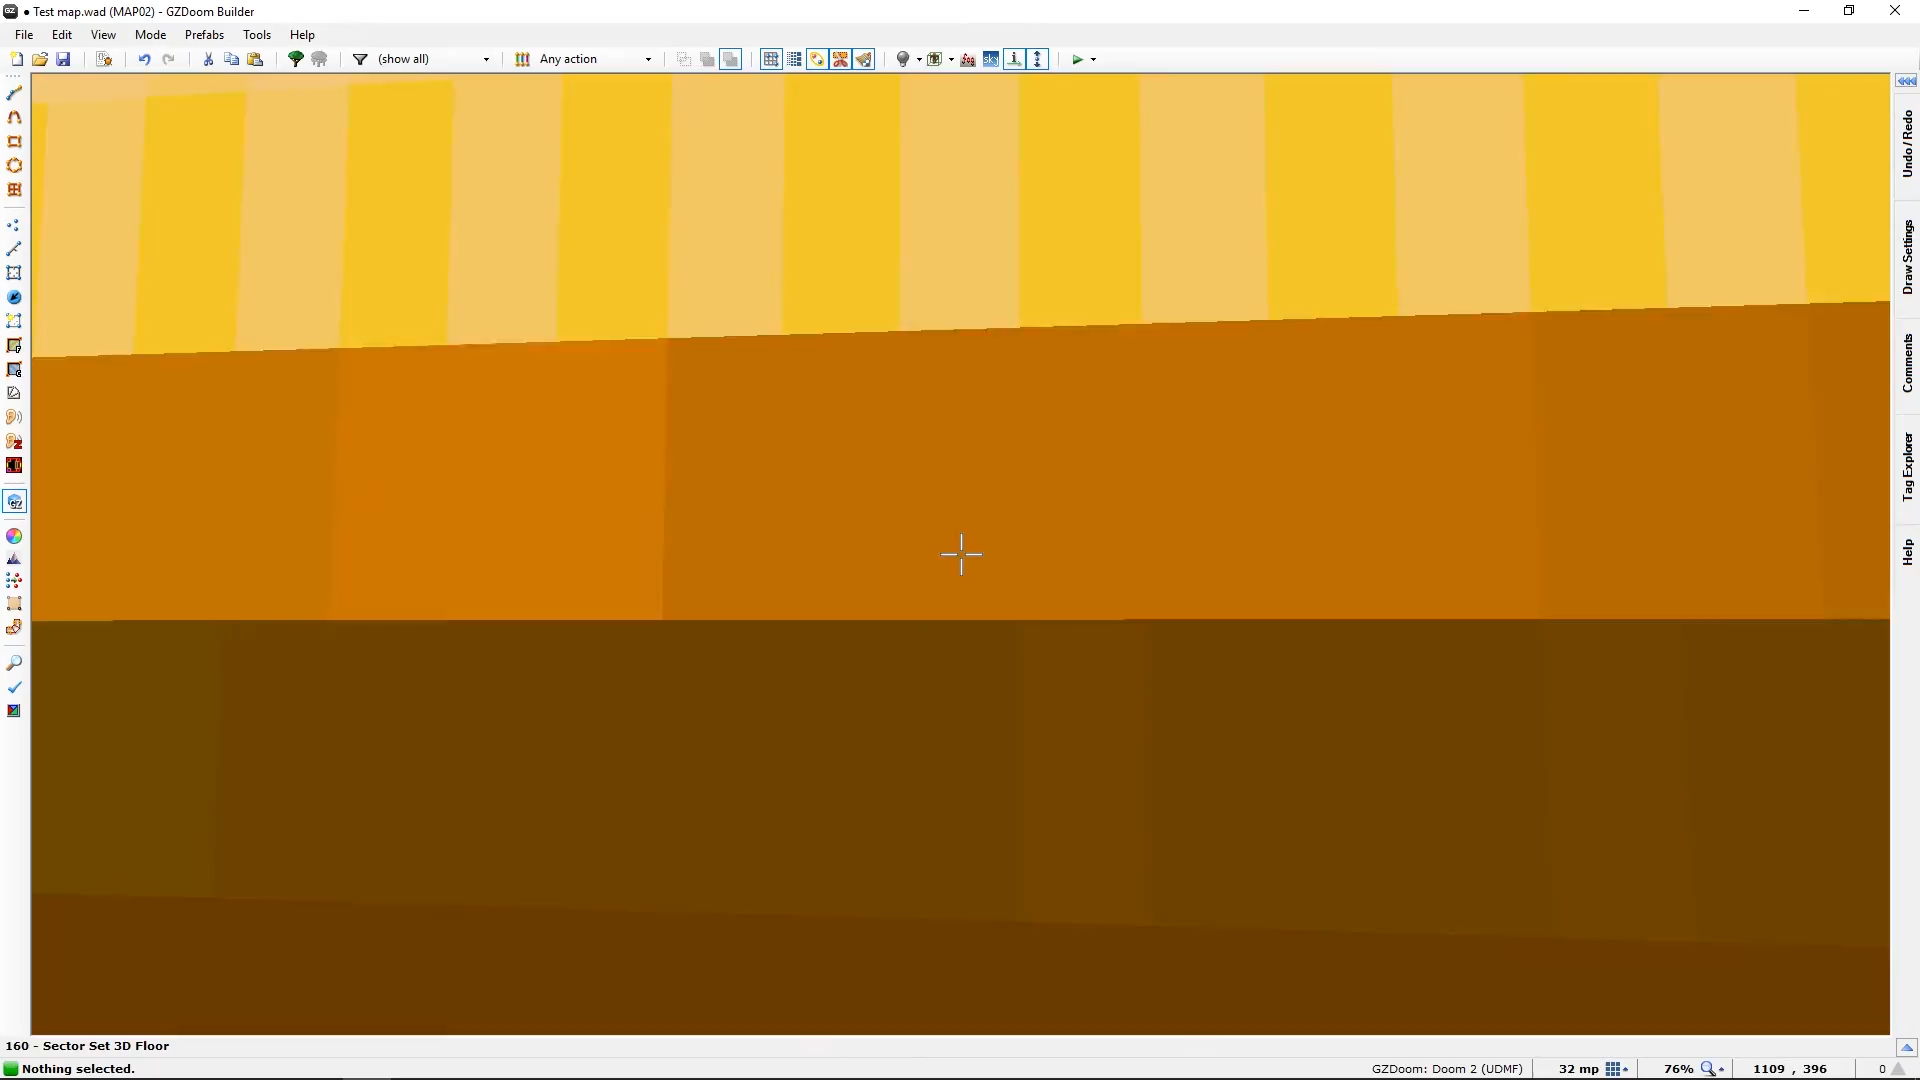 • Test map.wad (MAP02) - GZDoom Builder
File Edit View Mode Prefabs Tools Help
(show all) Any action
Undo / Redo
Draw Settings
Comments
Tag Explorer
Help
160 - Sector Set 3D Floor
Nothing selected. GZDoom: Doom 2 (UDMF) 32 mp 76% 1109 , 396 0